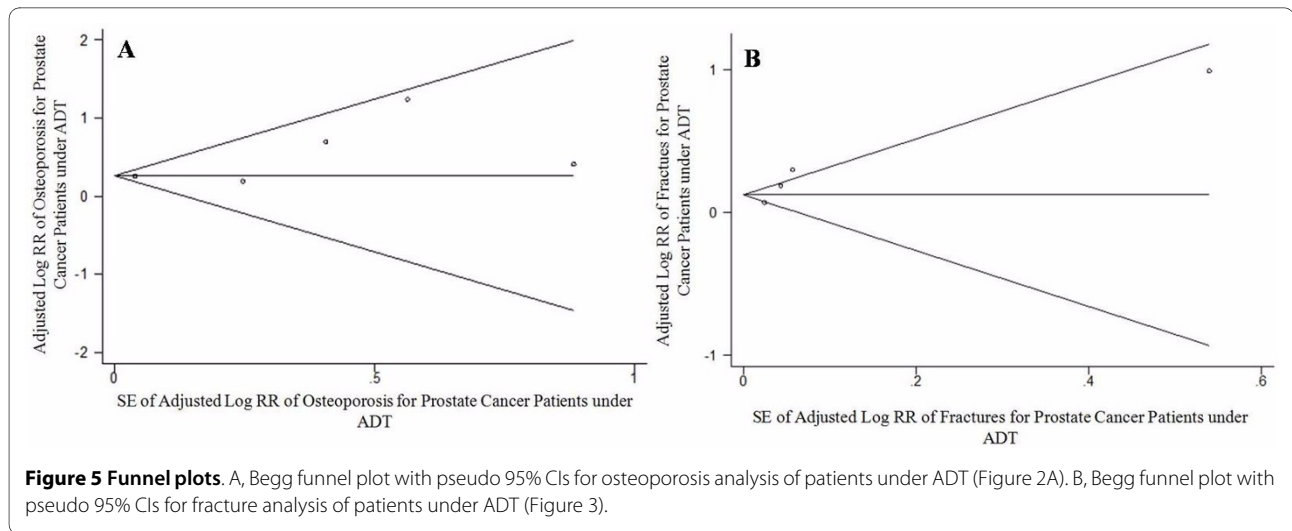 A
Adjusted Log RR of Osteoporosis for Prostate
Cancer Patients under ADT
2
1
0
-1
-2
0
.5
1
SE of Adjusted Log RR of Osteoporosis for Prostate Cancer Patients under
ADT
B
Adjusted Log RR of Fractues for Prostate
Cancer Patients under ADT
1
0
-1
0
.2
.4
.6
SE of Adjusted Log RR of Fractures for Prostate Cancer Patients under
ADT
Figure 5 Funnel plots. A, Begg funnel plot with pseudo 95% CIs for osteoporosis analysis of patients under ADT (Figure 2A). B, Begg funnel plot with
pseudo 95% CIs for fracture analysis of patients under ADT (Figure 3).